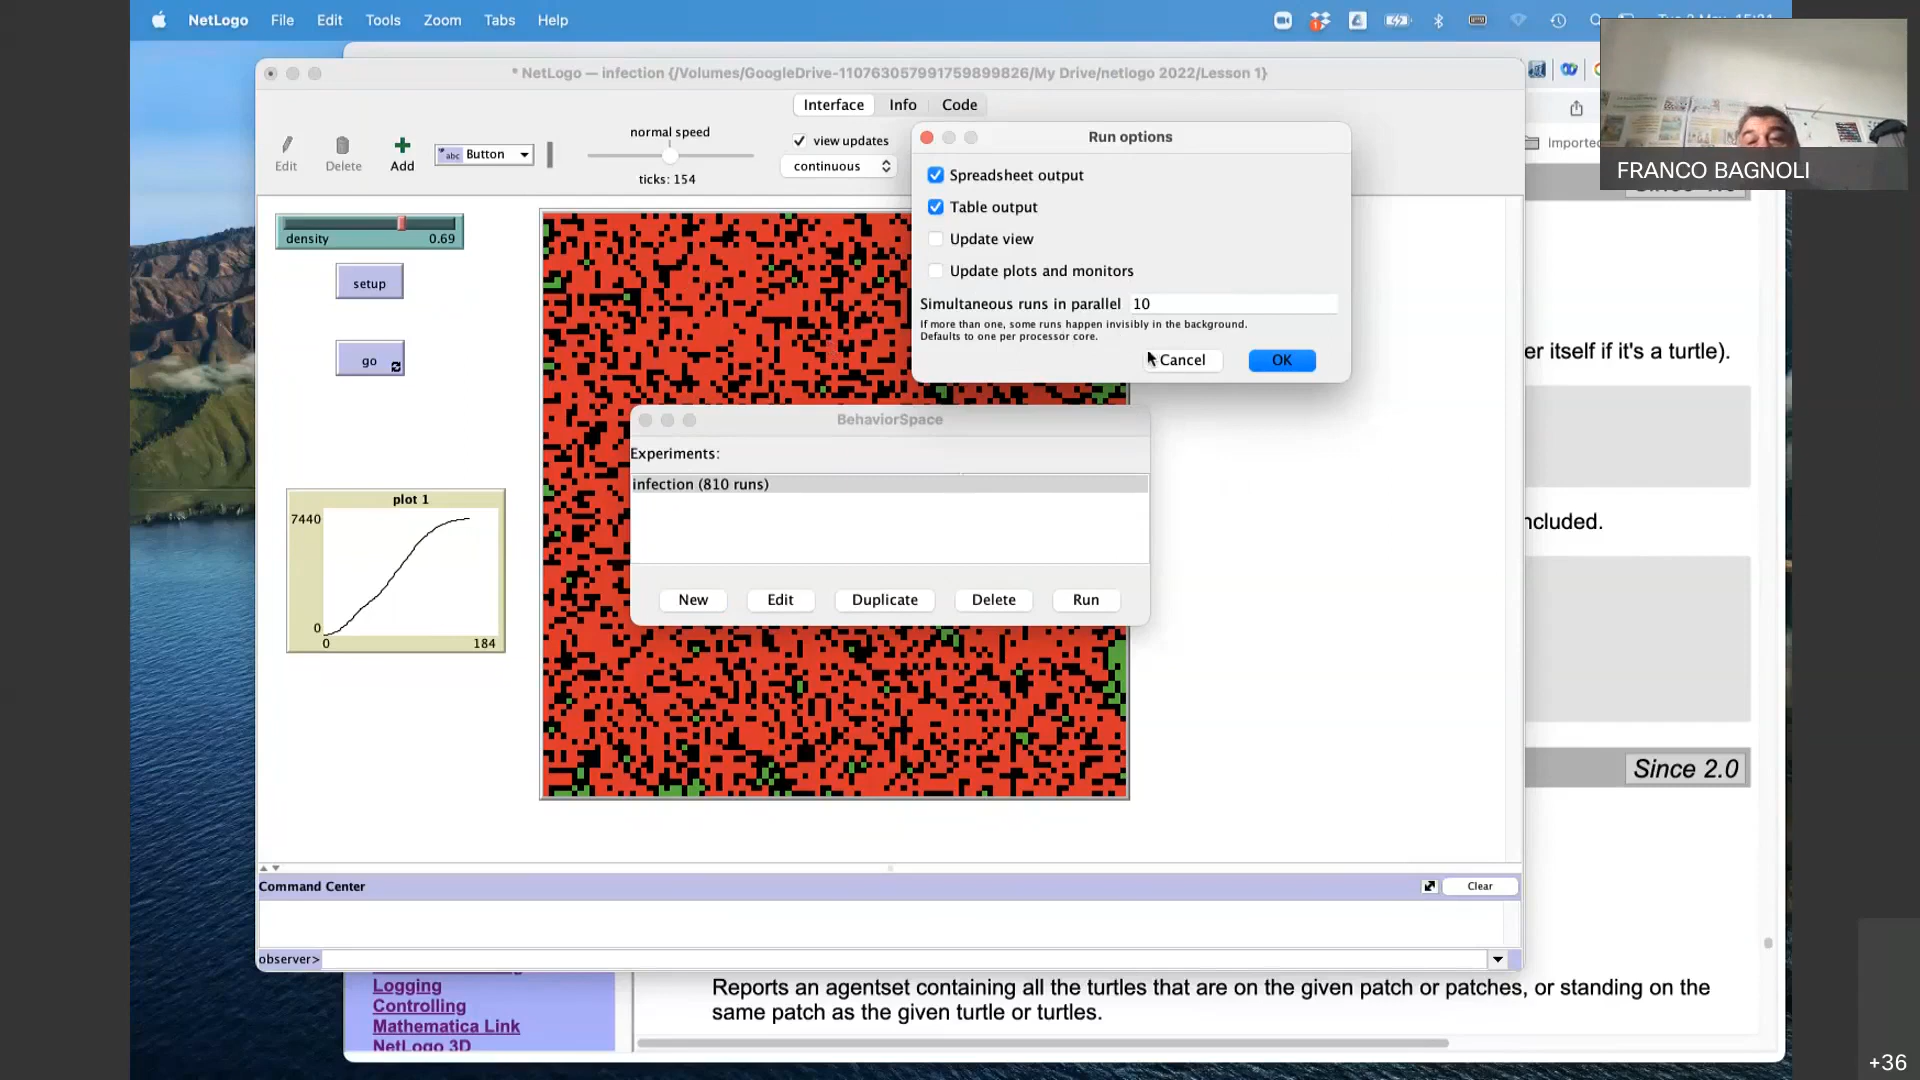 NetLogo File Edit Tools Zoom Tabs Help
* NetLogo — infection {/Volumes/GoogleDrive-110763057991759899826/My Drive/netlogo 2022/Lesson 1}
Interface Info Code
Edit Delete Add
abc Button
normal speed
ticks: 154
view updates
continuous
density 0.69
setup
go
plot 1
7440
0
0 184
Run options
Spreadsheet output
Table output
Update view
Update plots and monitors
Simultaneous runs in parallel 10
If more than one, some runs happen invisibly in the background.
Defaults to one per processor core.
Cancel OK
BehaviorSpace
Experiments:
infection (810 runs)
New Edit Duplicate Delete Run
Command Center
Clear
observer>
FRANCO BAGNOLI
Imported
er itself if it's a turtle).
ncluded.
Since 2.0
Logging
Controlling
Mathematica Link
NetLogo 3D
Reports an agentset containing all the turtles that are on the given patch or patches, or standing on the
same patch as the given turtle or turtles.
+36